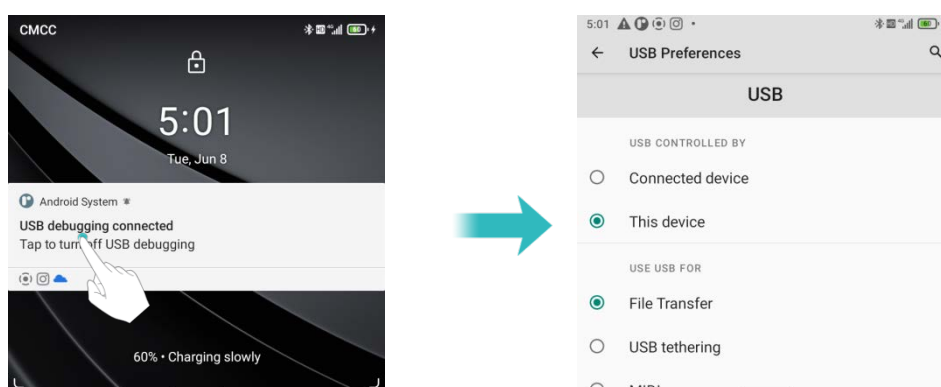 CMCC
5:01
Tue, Jun 8
Android System
USB debugging connected
Tap to turn off USB debugging
60% • Charging slowly
5:01
USB Preferences
USB
USB CONTROLLED BY
Connected device
This device
USE USB FOR
File Transfer
USB tethering